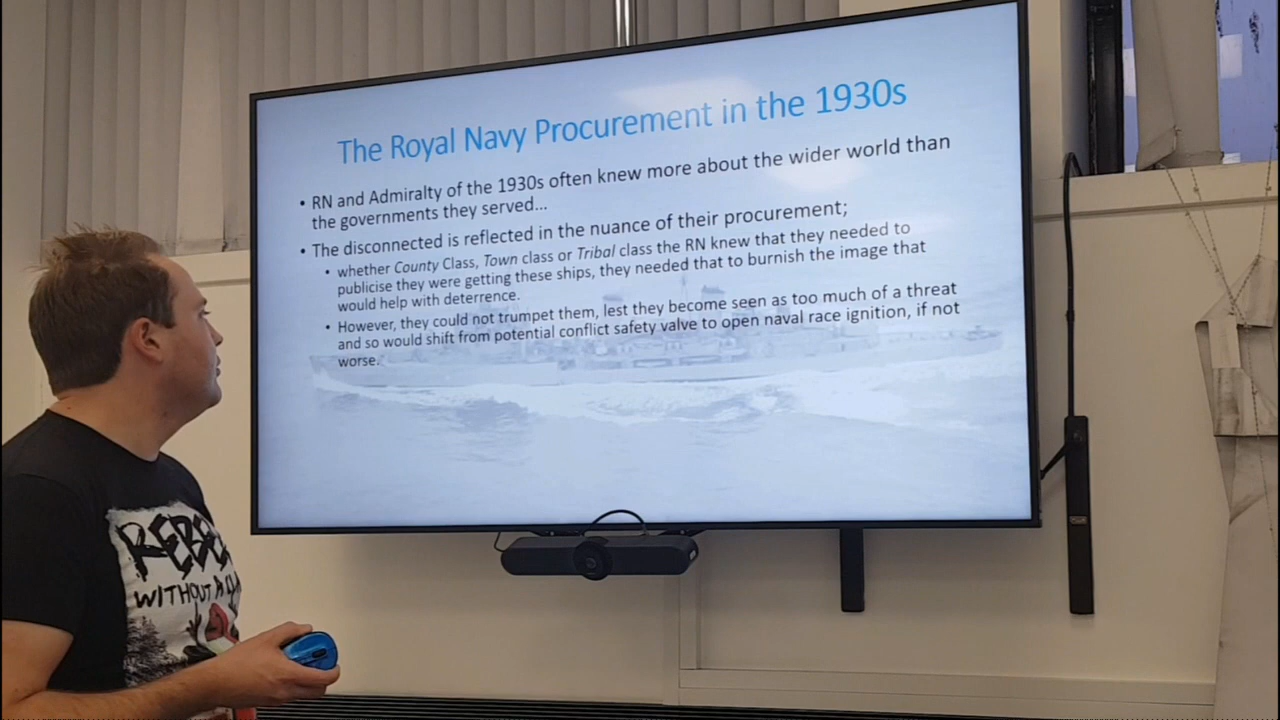 The Royal Navy Procurement in the 1930s
• RN and Admiralty of the 1930s often knew more about the wider world than
the governments they served...
• The disconnected is reflected in the nuance of their procurement;
• whether County Class, Town class or Tribal class the RN knew that they needed to
publicise they were getting these ships, they needed that to burnish the image that
would help with deterrence.
• However, they could not trumpet them, lest they become seen as too much of a threat
and so would shift from potential conflict safety valve to open naval race ignition, if not
worse.
WITHOUT A